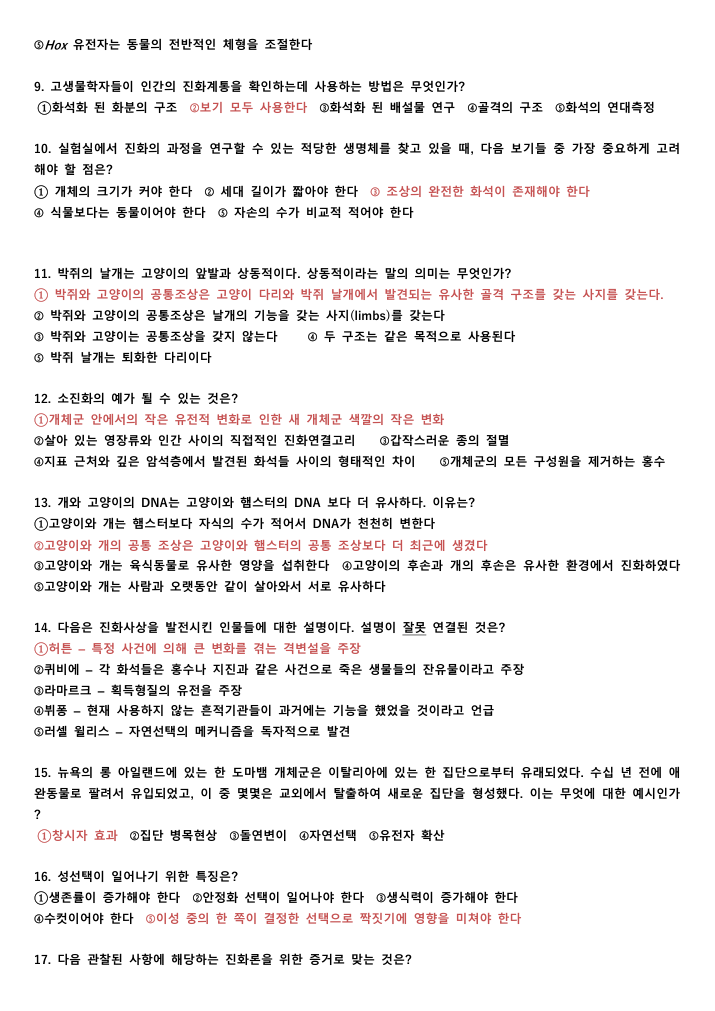 ⑤Hox 유전자는 동물의 전반적인 체형을 조절한다
9. 고생물학자들이 인간의 진화계통을 확인하는데 사용하는 방법은 무엇인가?
①화석화 된 화분의 구조 ②보기 모두 사용한다 ③화석화 된 배설물 연구 ④골격의 구조 ⑤화석의 연대측정
10. 실험실에서 진화의 과정을 연구할 수 있는 적당한 생명체를 찾고 있을 때, 다음 보기들 중 가장 중요하게 고려
해야 할 점은?
① 개체의 크기가 커야 한다 ② 세대 길이가 짧아야 한다 ③ 조상의 완전한 화석이 존재해야 한다
④ 식물보다는 동물이어야 한다 ⑤ 자손의 수가 비교적 적어야 한다
11. 박쥐의 날개는 고양이의 앞발과 상동적이다. 상동적이라는 말의 의미는 무엇인가?
① 박쥐와 고양이의 공통조상은 고양이 다리와 박쥐 날개에서 발견되는 유사한 골격 구조를 갖는 사지를 갖는다.
② 박쥐와 고양이의 공통조상은 날개의 기능을 갖는 사지(limbs)를 갖는다
③ 박쥐와 고양이는 공통조상을 갖지 않는다 ④ 두 구조는 같은 목적으로 사용된다
⑤ 박쥐 날개는 퇴화한 다리이다
12. 소진화의 예가 될 수 있는 것은?
①개체군 안에서의 작은 유전적 변화로 인한 새 개체군 색깔의 작은 변화
②살아 있는 영장류와 인간 사이의 직접적인 진화연결고리 ③갑작스러운 종의 절멸
④지표 근처와 깊은 암석층에서 발견된 화석들 사이의 형태적인 차이 ⑤개체군의 모든 구성원을 제거하는 홍수
13. 개와 고양이의 DNA는 고양이와 햄스터의 DNA 보다 더 유사하다. 이유는?
①고양이와 개는 햄스터보다 자식의 수가 적어서 DNA가 천천히 변한다
②고양이와 개의 공통 조상은 고양이와 햄스터의 공통 조상보다 더 최근에 생겼다
③고양이와 개는 육식동물로 유사한 영양을 섭취한다 ④고양이의 후손과 개의 후손은 유사한 환경에서 진화하였다
⑤고양이와 개는 사람과 오랫동안 같이 살아와서 서로 유사하다
14. 다음은 진화사상을 발전시킨 인물들에 대한 설명이다. 설명이 잘못 연결된 것은?
①허튼 – 특정 사건에 의해 큰 변화를 겪는 격변설을 주장
②퀴비에 – 각 화석들은 홍수나 지진과 같은 사건으로 죽은 생물들의 잔유물이라고 주장
③라마르크 – 획득형질의 유전을 주장
④뷔퐁 – 현재 사용하지 않는 흔적기관들이 과거에는 기능을 했었을 것이라고 언급
⑤러셀 윌리스 – 자연선택의 메커니즘을 독자적으로 발견
15. 뉴욕의 롱 아일랜드에 있는 한 도마뱀 개체군은 이탈리아에 있는 한 집단으로부터 유래되었다. 수십 년 전에 애
완동물로 팔려서 유입되었고, 이 중 몇몇은 교외에서 탈출하여 새로운 집단을 형성했다. 이는 무엇에 대한 예시인가
?
①창시자 효과 ②집단 병목현상 ③돌연변이 ④자연선택 ⑤유전자 확산
16. 성선택이 일어나기 위한 특징은?
①생존률이 증가해야 한다 ②안정화 선택이 일어나야 한다 ③생식력이 증가해야 한다
④수컷이어야 한다 ⑤이성 중의 한 쪽이 결정한 선택으로 짝짓기에 영향을 미쳐야 한다
17. 다음 관찰된 사항에 해당하는 진화론을 위한 증거로 맞는 것은?